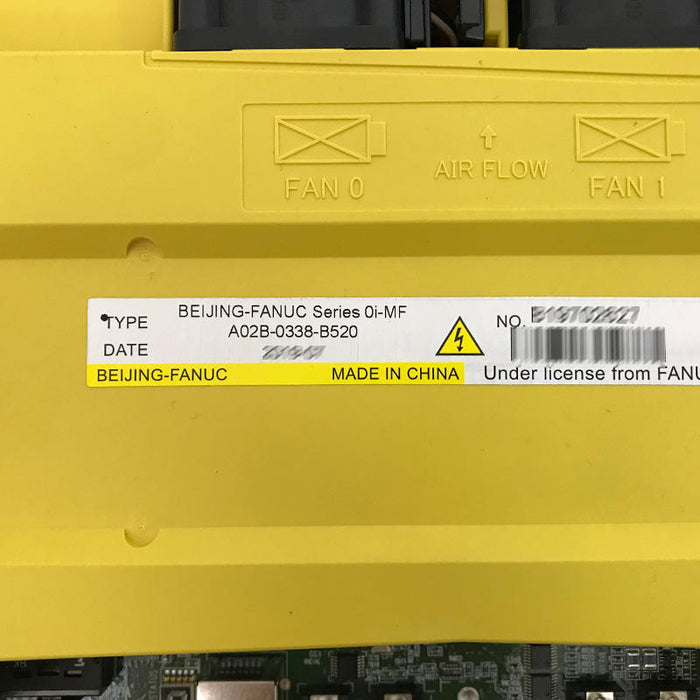 FAN 0
AIR FLOW
FAN 1
TYPE
BEIJING-FANUC Series 0i-MF
A02B-0338-B520
NO.
DATE
BEIJING-FANUC
MADE IN CHINA
Under license from FANU